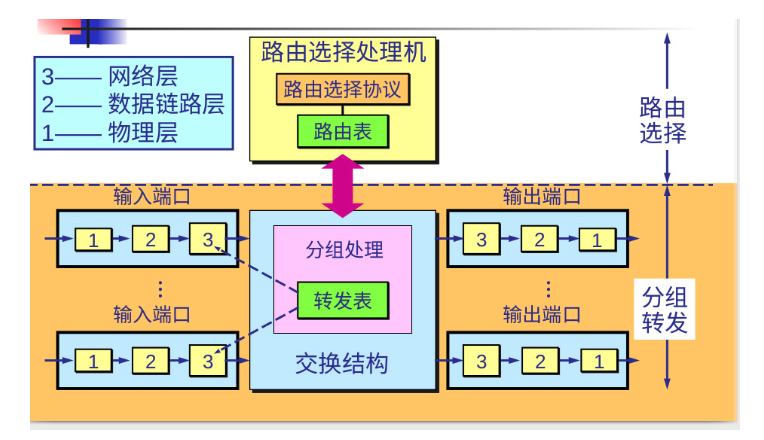 3—— 网络层
2—— 数据链路层
1—— 物理层
路由选择处理机
路由选择协议
路由表
路由
选择
输入端口
1 2 3
输出端口
3 2 1
分组处理
转发表
交换结构
输入端口
1 2 3
输出端口
3 2 1
分组
转发